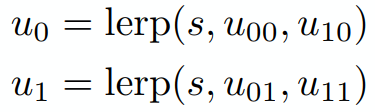 u₀ = lerp(s, u₀₀, u₁₀)
u₁ = lerp(s, u₀₁, u₁₁)